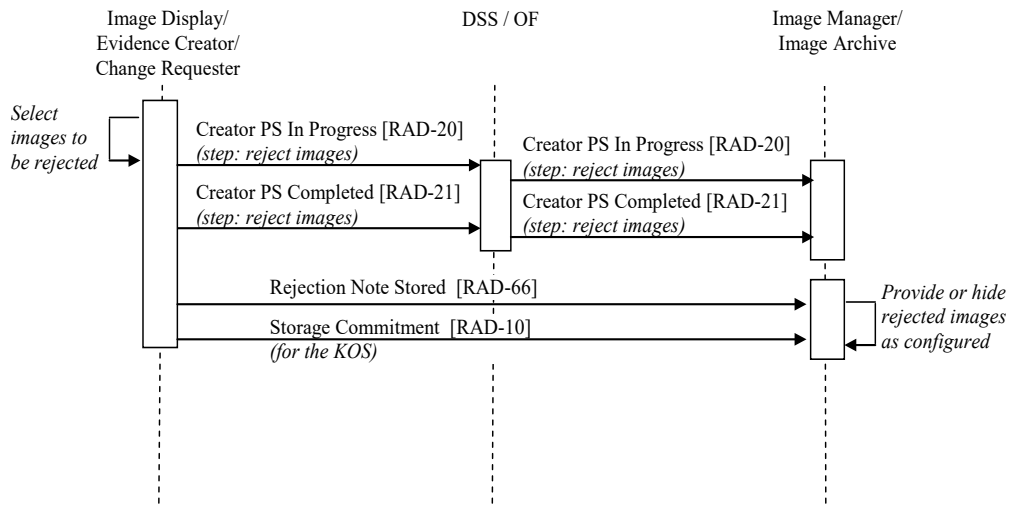 Image Display/
Evidence Creator/
Change Requester
DSS / OF
Image Manager/
Image Archive
Select
images to
be rejected
Creator PS In Progress [RAD-20]
(step: reject images)
Creator PS In Progress [RAD-20]
(step: reject images)
Creator PS Completed [RAD-21]
(step: reject images)
Creator PS Completed [RAD-21]
(step: reject images)
Rejection Note Stored [RAD-66]
Storage Commitment [RAD-10]
(for the KOS)
Provide or hide
rejected images
as configured